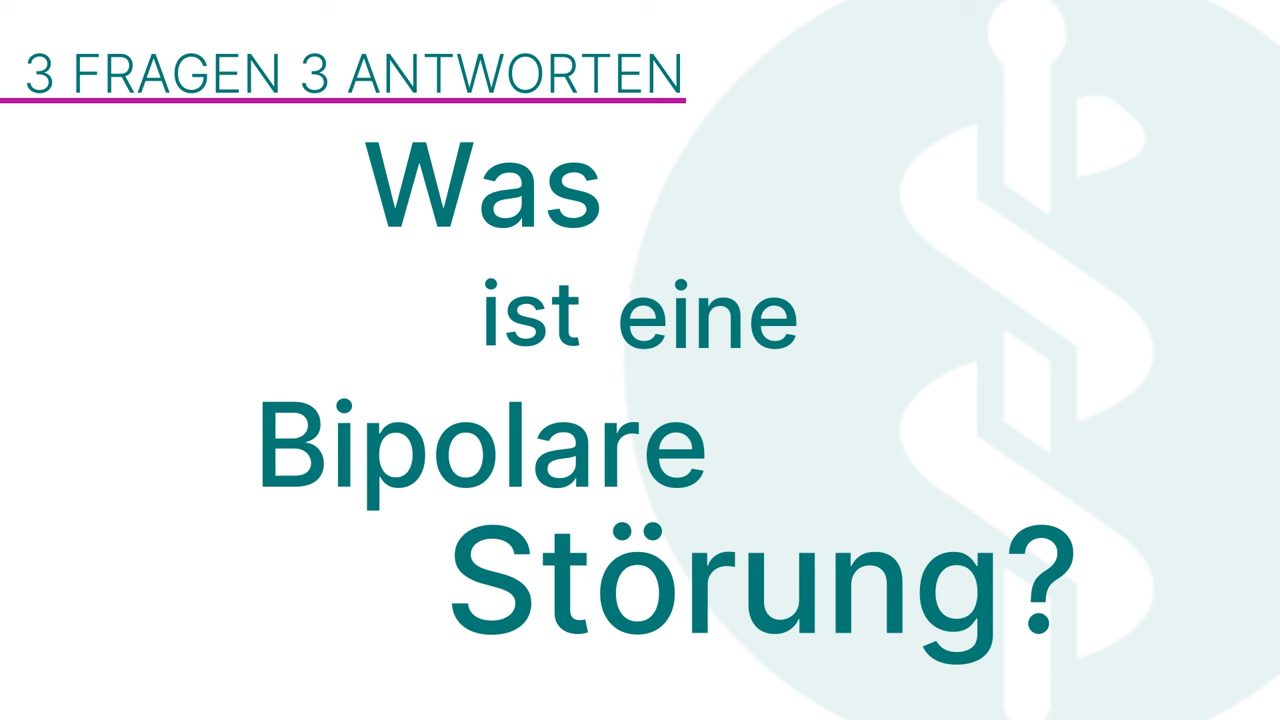 3 FRAGEN 3 ANTWORTEN
Was
ist eine
Bipolare
Störung?